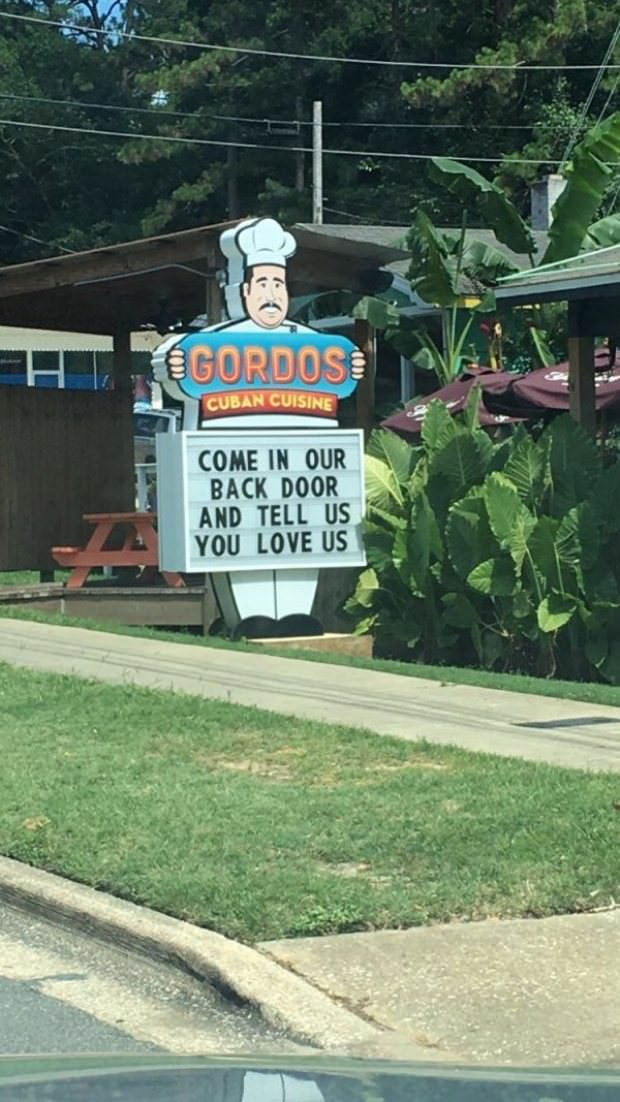 GORDOS
CUBAN CUISINE
COME IN OUR
BACK DOOR
AND TELL US
YOU LOVE US